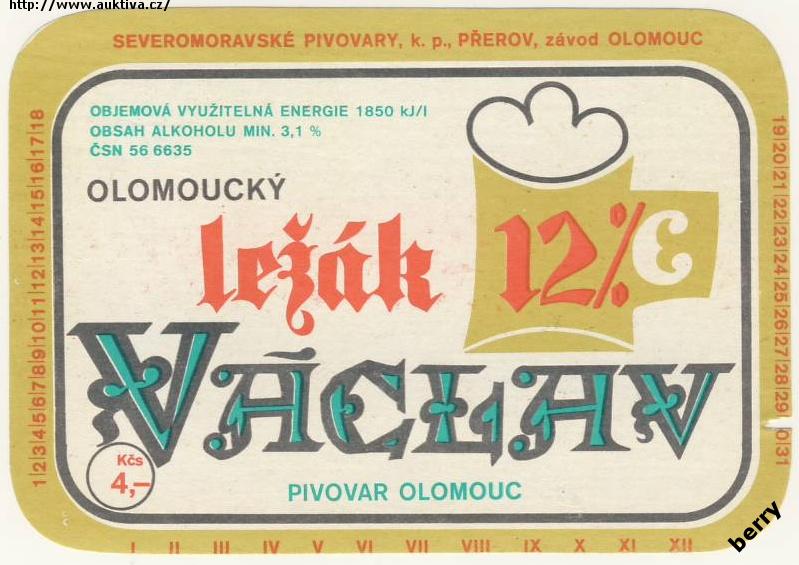 http://www.auktiva.cz/
SEVEROMORAVSKÉ PIVOVARY, k. p., PŘEROV, závod OLOMOUC
OBJEMOVÁ VYUŽITELNÁ ENERGIE 1850 kJ/l
OBSAH ALKOHOLU MIN. 3,1 %
ČSN 56 6635
OLOMOUCKÝ
ležák 12%
VÁCLAV
Kčs
4,-
PIVOVAR OLOMOUC
1|2|3|4|5|6|7|8|9|10|11|12|13|14|15|16|17|18
19|20|21|22|23|24|25|26|27|28|29|30|31
I II III IV V VI VII VIII IX X XI XII
berry